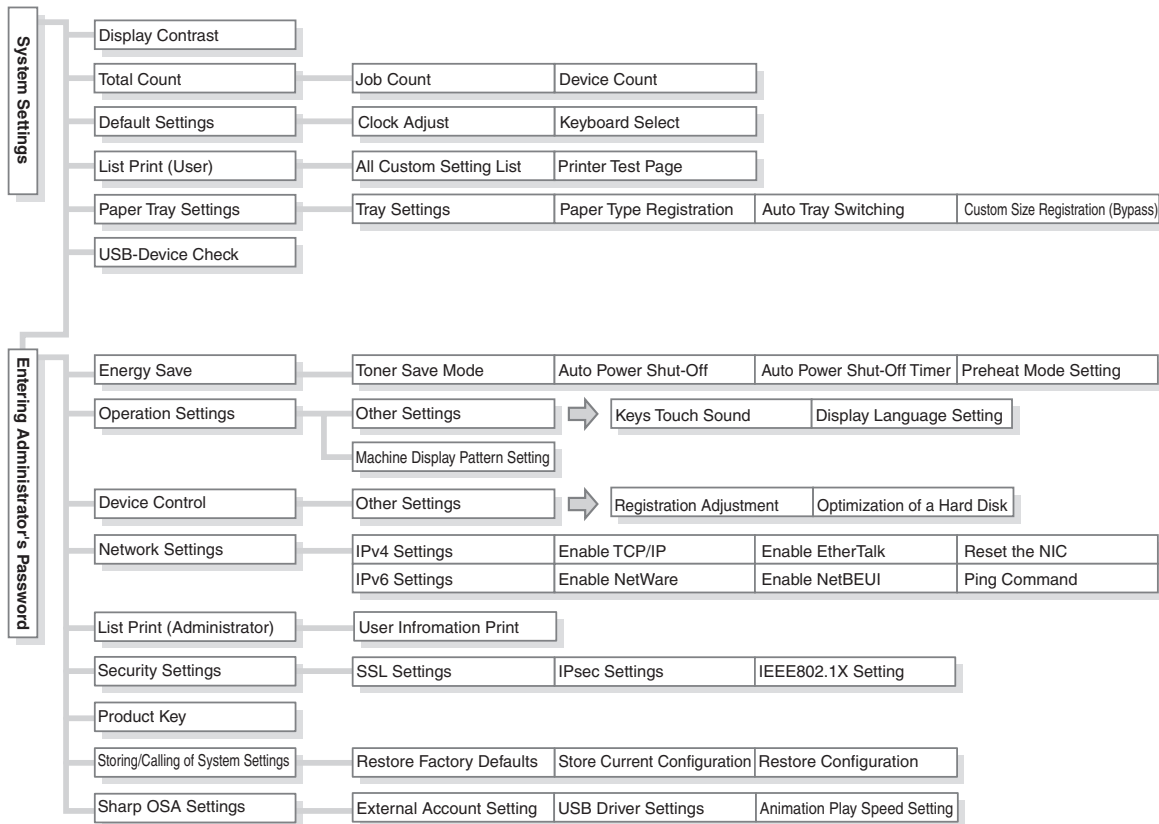 System Settings
Display Contrast
Total Count
Job Count
Device Count
Default Settings
Clock Adjust
Keyboard Select
List Print (User)
All Custom Setting List
Printer Test Page
Paper Tray Settings
Tray Settings
Paper Type Registration
Auto Tray Switching
Custom Size Registration (Bypass)
USB-Device Check
Entering Administrator's Password
Energy Save
Toner Save Mode
Auto Power Shut-Off
Auto Power Shut-Off Timer
Preheat Mode Setting
Operation Settings
Other Settings
Keys Touch Sound
Display Language Setting
Machine Display Pattern Setting
Device Control
Other Settings
Registration Adjustment
Optimization of a Hard Disk
Network Settings
IPv4 Settings
Enable TCP/IP
Enable EtherTalk
Reset the NIC
IPv6 Settings
Enable NetWare
Enable NetBEUI
Ping Command
List Print (Administrator)
User Infromation Print
Security Settings
SSL Settings
IPsec Settings
IEEE802.1X Setting
Product Key
Storing/Calling of System Settings
Restore Factory Defaults
Store Current Configuration
Restore Configuration
Sharp OSA Settings
External Account Setting
USB Driver Settings
Animation Play Speed Setting